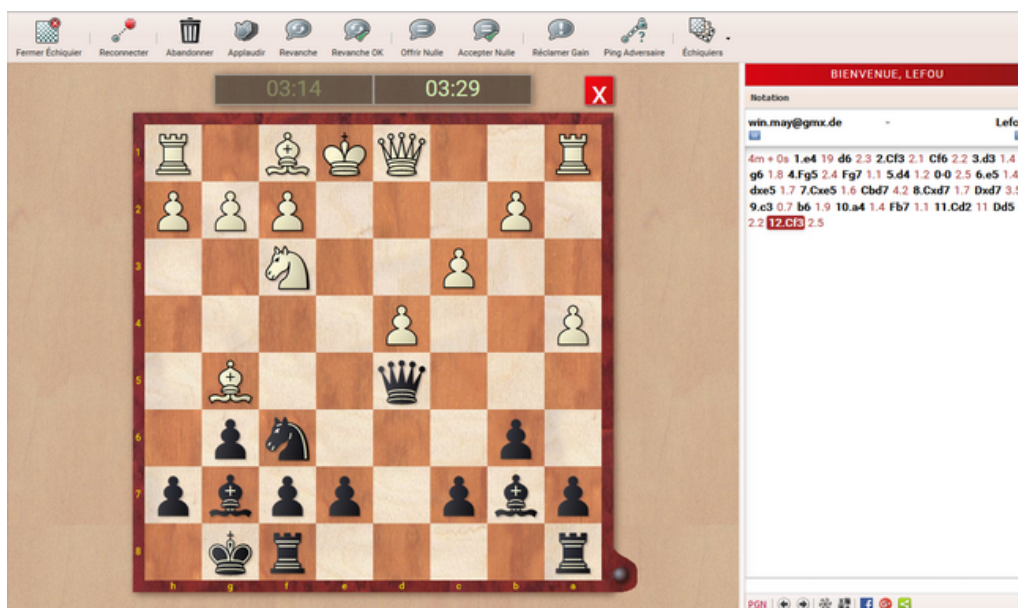 Fermer Échiquier Reconnecter Abandonner Applaudir Revanche Revanche OK Offrir Nulle Accepter Nulle Réclamer Gain Ping Adversaire Échiquiers
03:14 03:29 X
BIENVENUE, LEFOU
Notation
win.may@gmx.de - Lefo
4m + 0s 1.e4 19 d6 2.3 2.Cf3 2.1 Cf6 2.2 3.d3 1.4
g6 1.8 4.Fg5 2.4 Fg7 1.1 5.d4 1.2 0-0 2.5 6.e5 1.4
dxe5 1.7 7.Cxe5 1.6 Cbd7 4.2 8.Cxd7 1.7 Dxd7 3.5
9.c3 0.7 b6 1.9 10.a4 1.4 Fb7 1.1 11.Cd2 11 Dd5
2.2 12.Cf3 2.5
1
2
3
4
5
6
7
8
h g f e d c b a
PGN